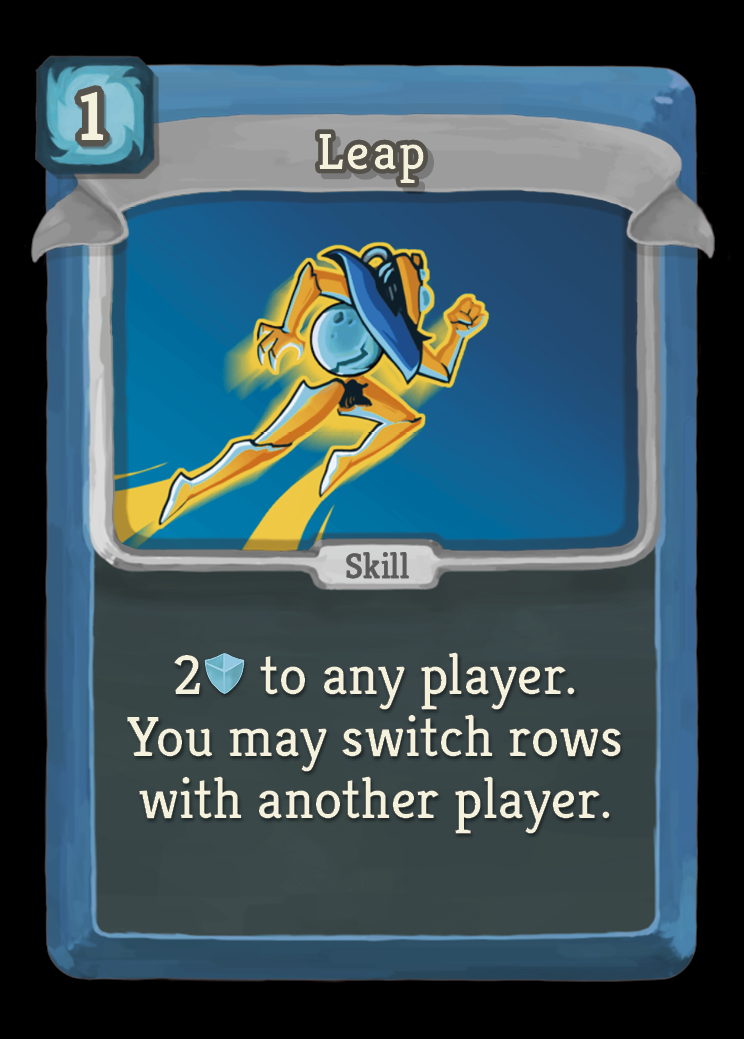 1
Leap
Skill
2 to any player.
You may switch rows
with another player.